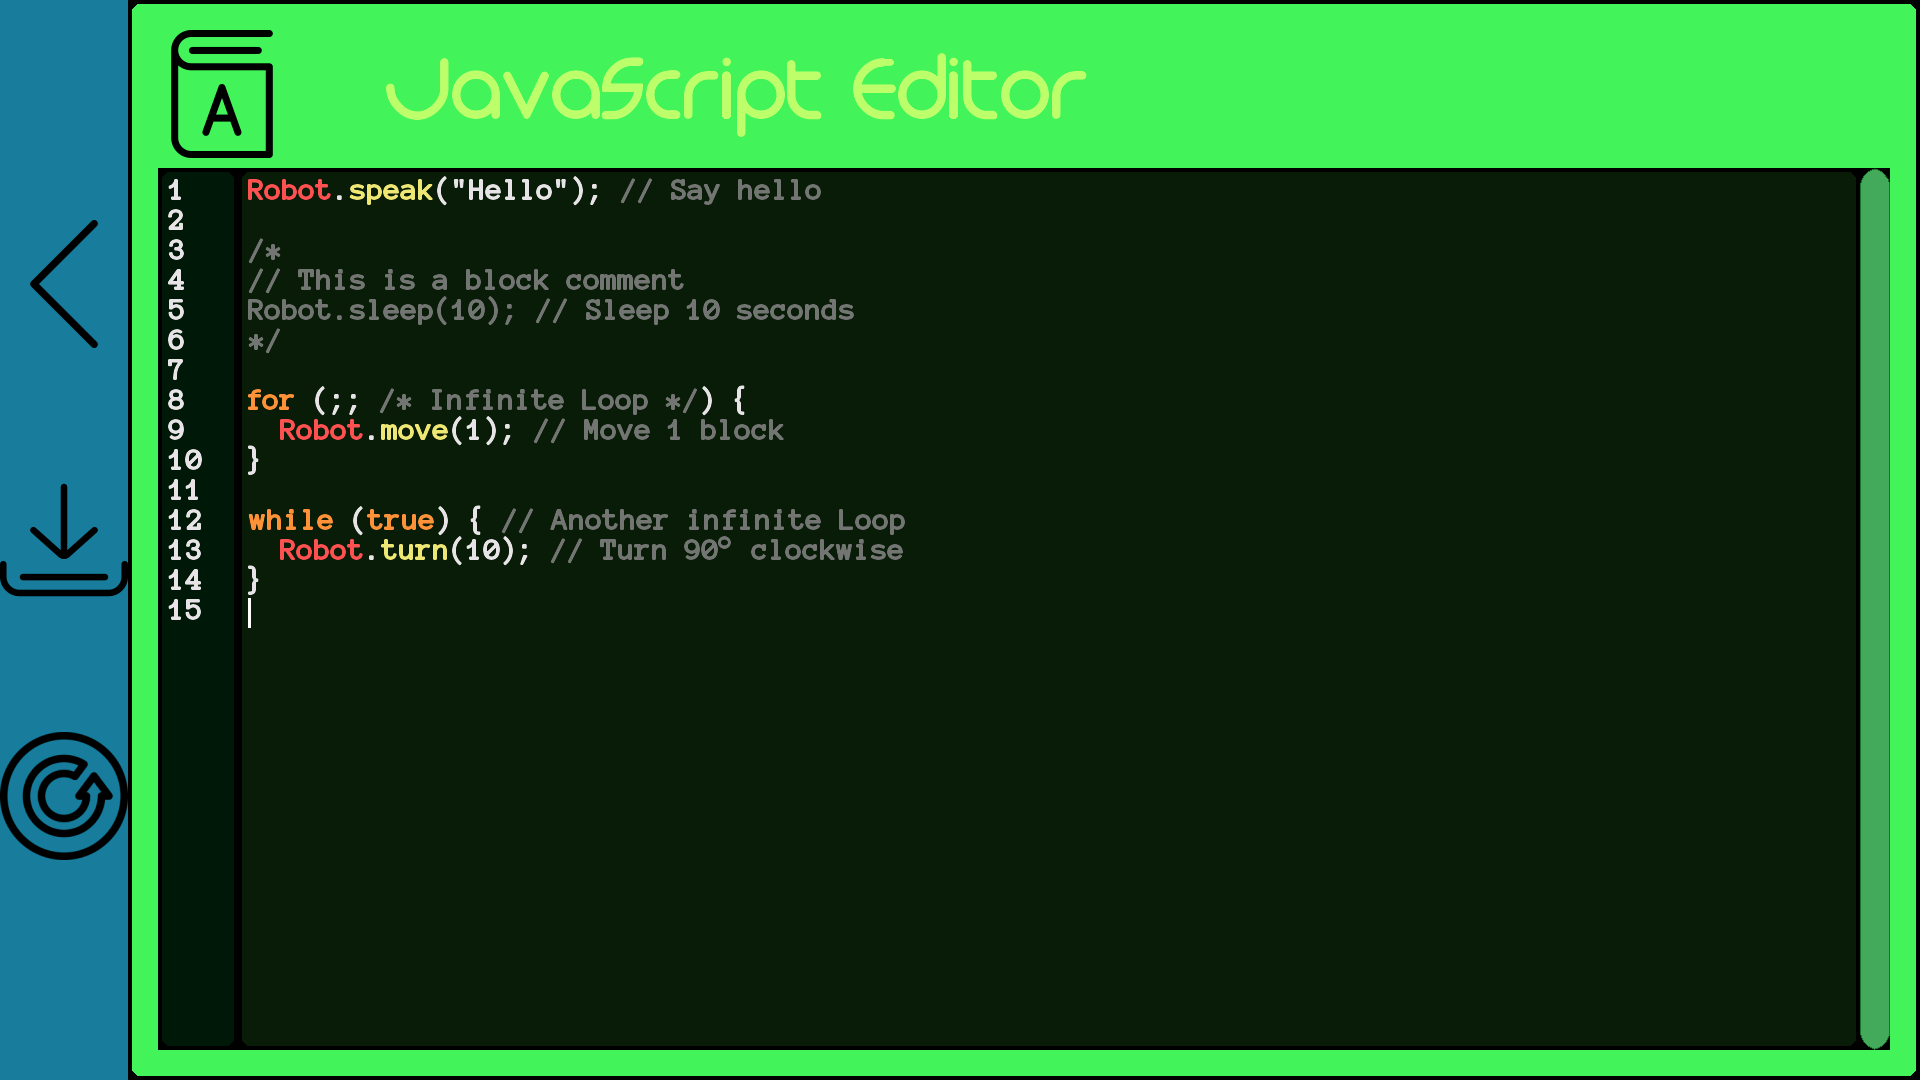 A
JavaScript Editor
1 Robot.speak("Hello"); // Say hello
2
3 /*
4 // This is a block comment
5 Robot.sleep(10); // Sleep 10 seconds
6 */
7
8 for (;; /* Infinite Loop */) {
9   Robot.move(1); // Move 1 block
10 }
11
12 while (true) { // Another infinite Loop
13   Robot.turn(10); // Turn 90° clockwise
14 }
15